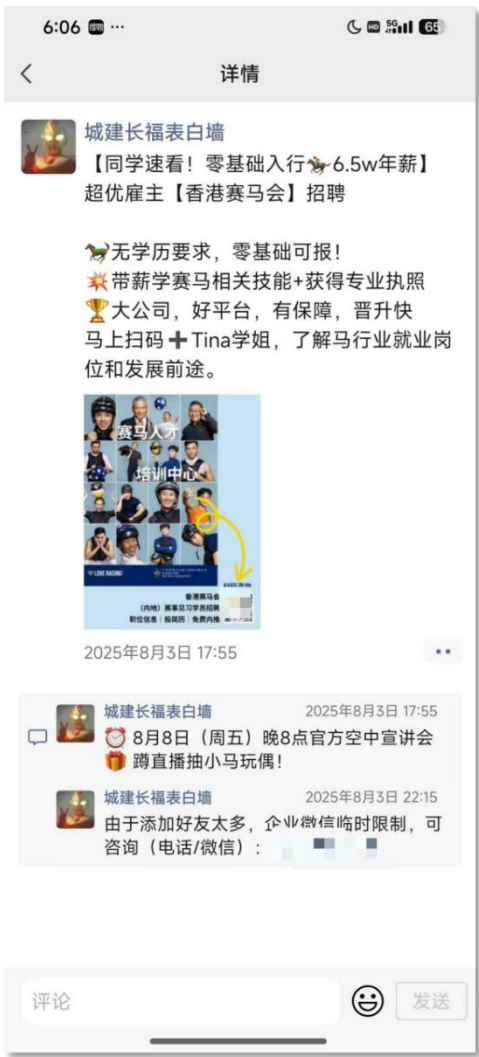 6:06
5G
65
详情
城建长福表白墙
【同学速看！零基础入行🐎6.5w年薪】
超优雇主【香港赛马会】招聘
🐎无学历要求，零基础可报！
💥带薪学赛马相关技能+获得专业执照
🏆大公司，好平台，有保障，晋升快
马上扫码➕Tina学姐，了解马行业就业岗
位和发展前途。
赛马人才
培训中心
香港赛马会
（内地）赛事见习学员招聘
职位信息｜投简历｜免费内推
2025年8月3日 17:55
城建长福表白墙 2025年8月3日 17:55
⏰8月8日（周五）晚8点官方空中宣讲会
🎁蹲直播抽小马玩偶！
城建长福表白墙 2025年8月3日 22:15
由于添加好友太多，企业微信临时限制，可
咨询（电话/微信）：
评论
发送